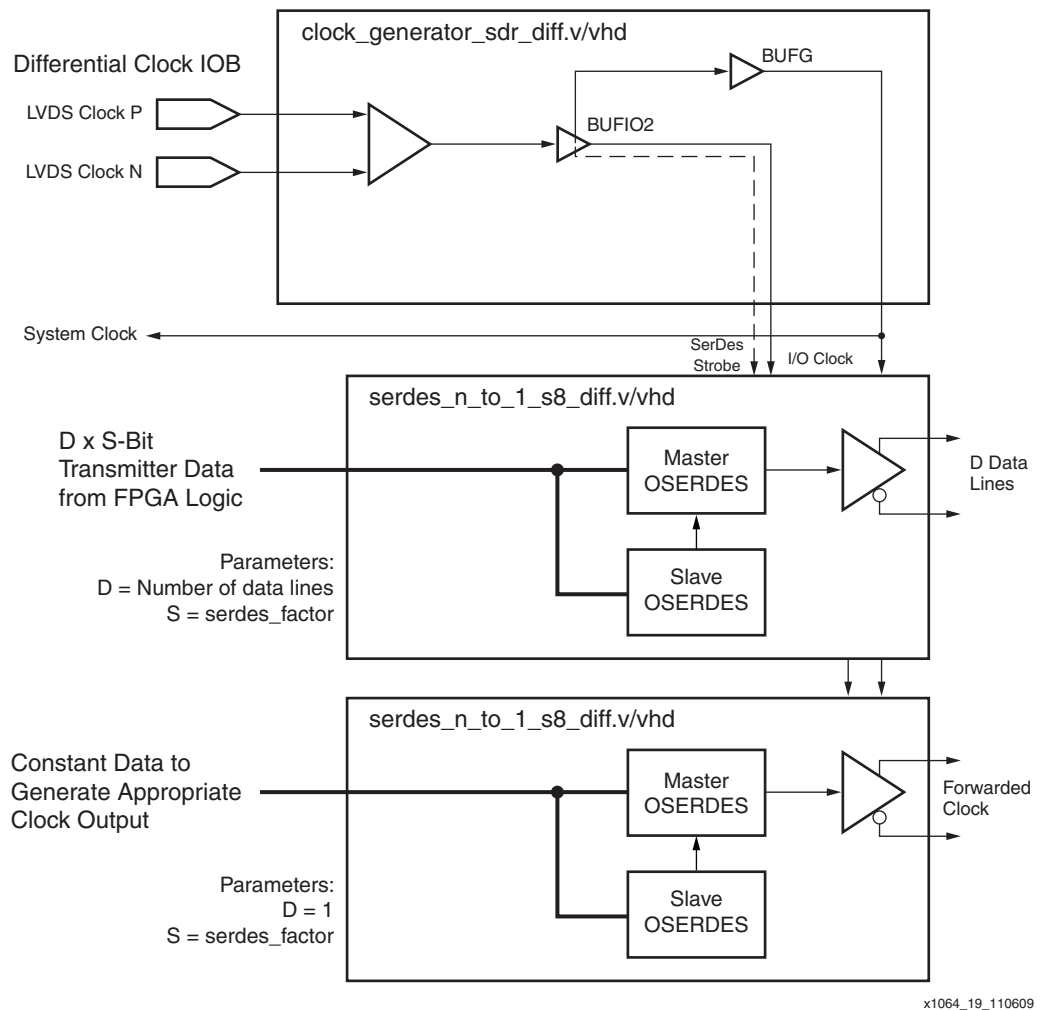 clock_generator_sdr_diff.v/vhd
Differential Clock IOB
BUFG
LVDS Clock P
BUFIO2
LVDS Clock N
System Clock
SerDes
Strobe
I/O Clock
serdes_n_to_1_s8_diff.v/vhd
D x S-Bit
Transmitter Data
from FPGA Logic
Master
OSERDES
D Data
Lines
Parameters:
D = Number of data lines
S = serdes_factor
Slave
OSERDES
serdes_n_to_1_s8_diff.v/vhd
Constant Data to
Generate Appropriate
Clock Output
Master
OSERDES
Forwarded
Clock
Parameters:
D = 1
S = serdes_factor
Slave
OSERDES
x1064_19_110609